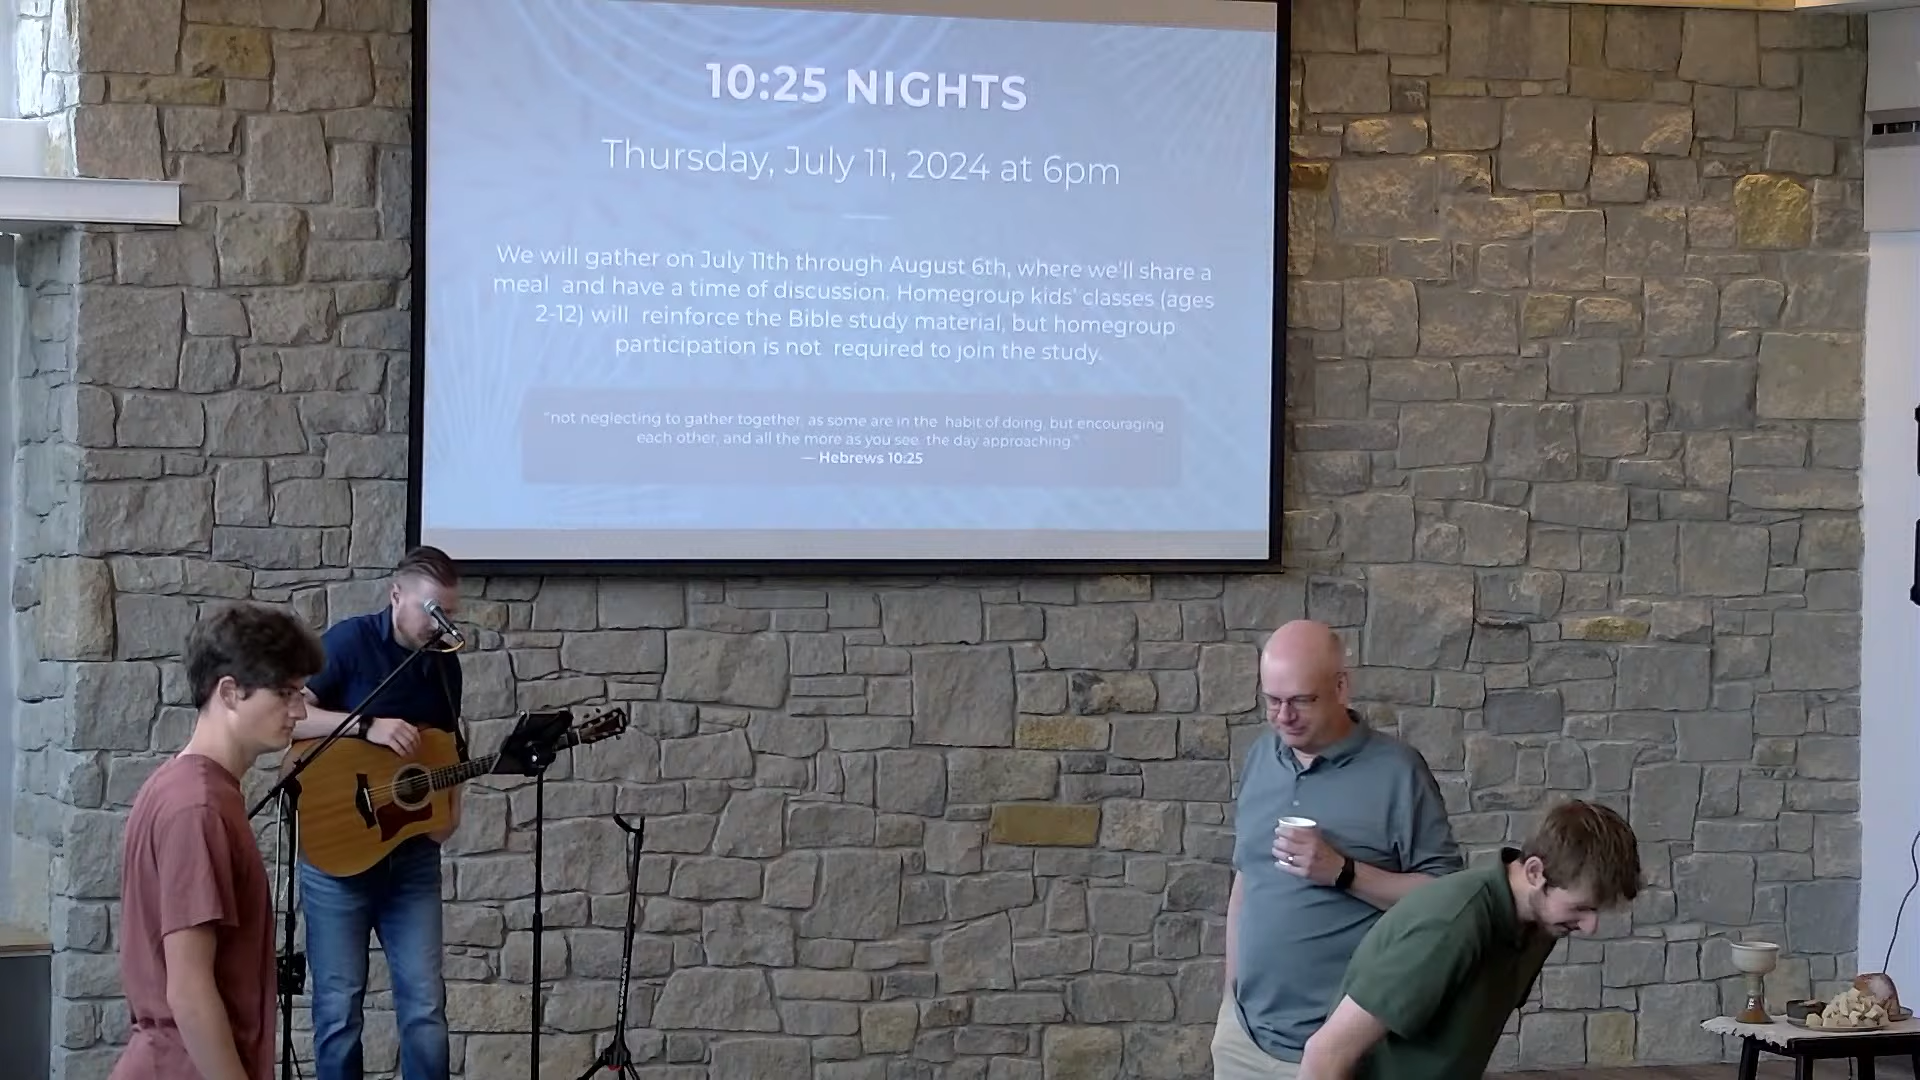 10:25 NIGHTS
Thursday, July 11, 2024 at 6pm
We will gather on July 11th through August 6th, where we'll share a
meal and have a time of discussion. Homegroup kids' classes (ages
2-12) will reinforce the Bible study material, but homegroup
participation is not required to join the study.
"not neglecting to gather together, as some are in the habit of doing, but encouraging
each other, and all the more as you see the day approaching."
— Hebrews 10:25